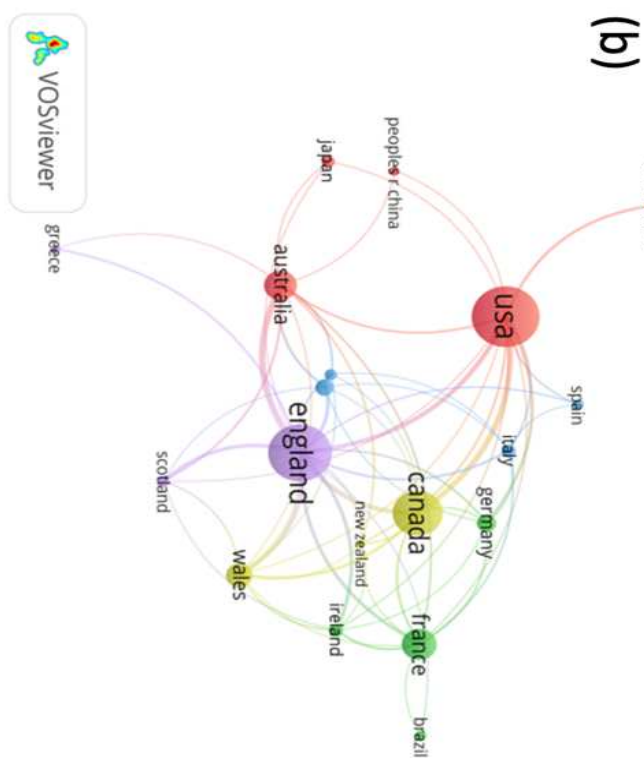 (b)
spain
usa
italy
germany
canada
france
brazil
peoples r china
new zealand
ireland
japan
england
australia
wales
scotland
greece
VOSviewer